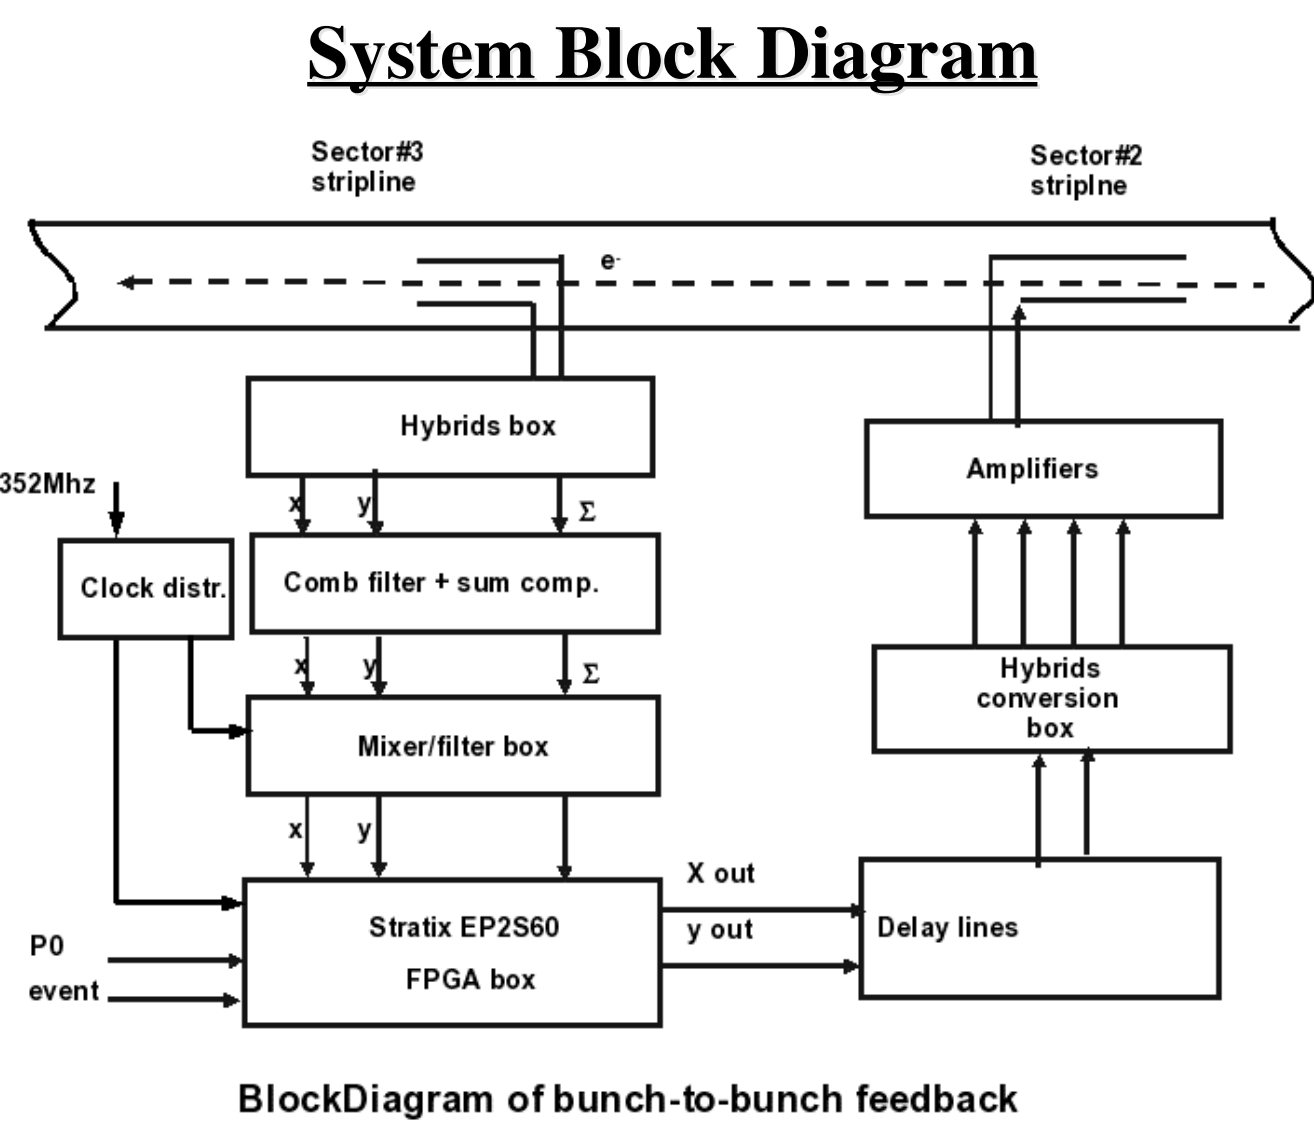 System Block Diagram
Sector#3
stripline
Sector#2
striplne
e-
Hybrids box
Amplifiers
352Mhz
x
y
Σ
Clock distr.
Comb filter + sum comp.
x
y
Σ
Hybrids
conversion
box
Mixer/filter box
x
y
X out
Stratix EP2S60
y out
Delay lines
P0
FPGA box
event
BlockDiagram of bunch-to-bunch feedback